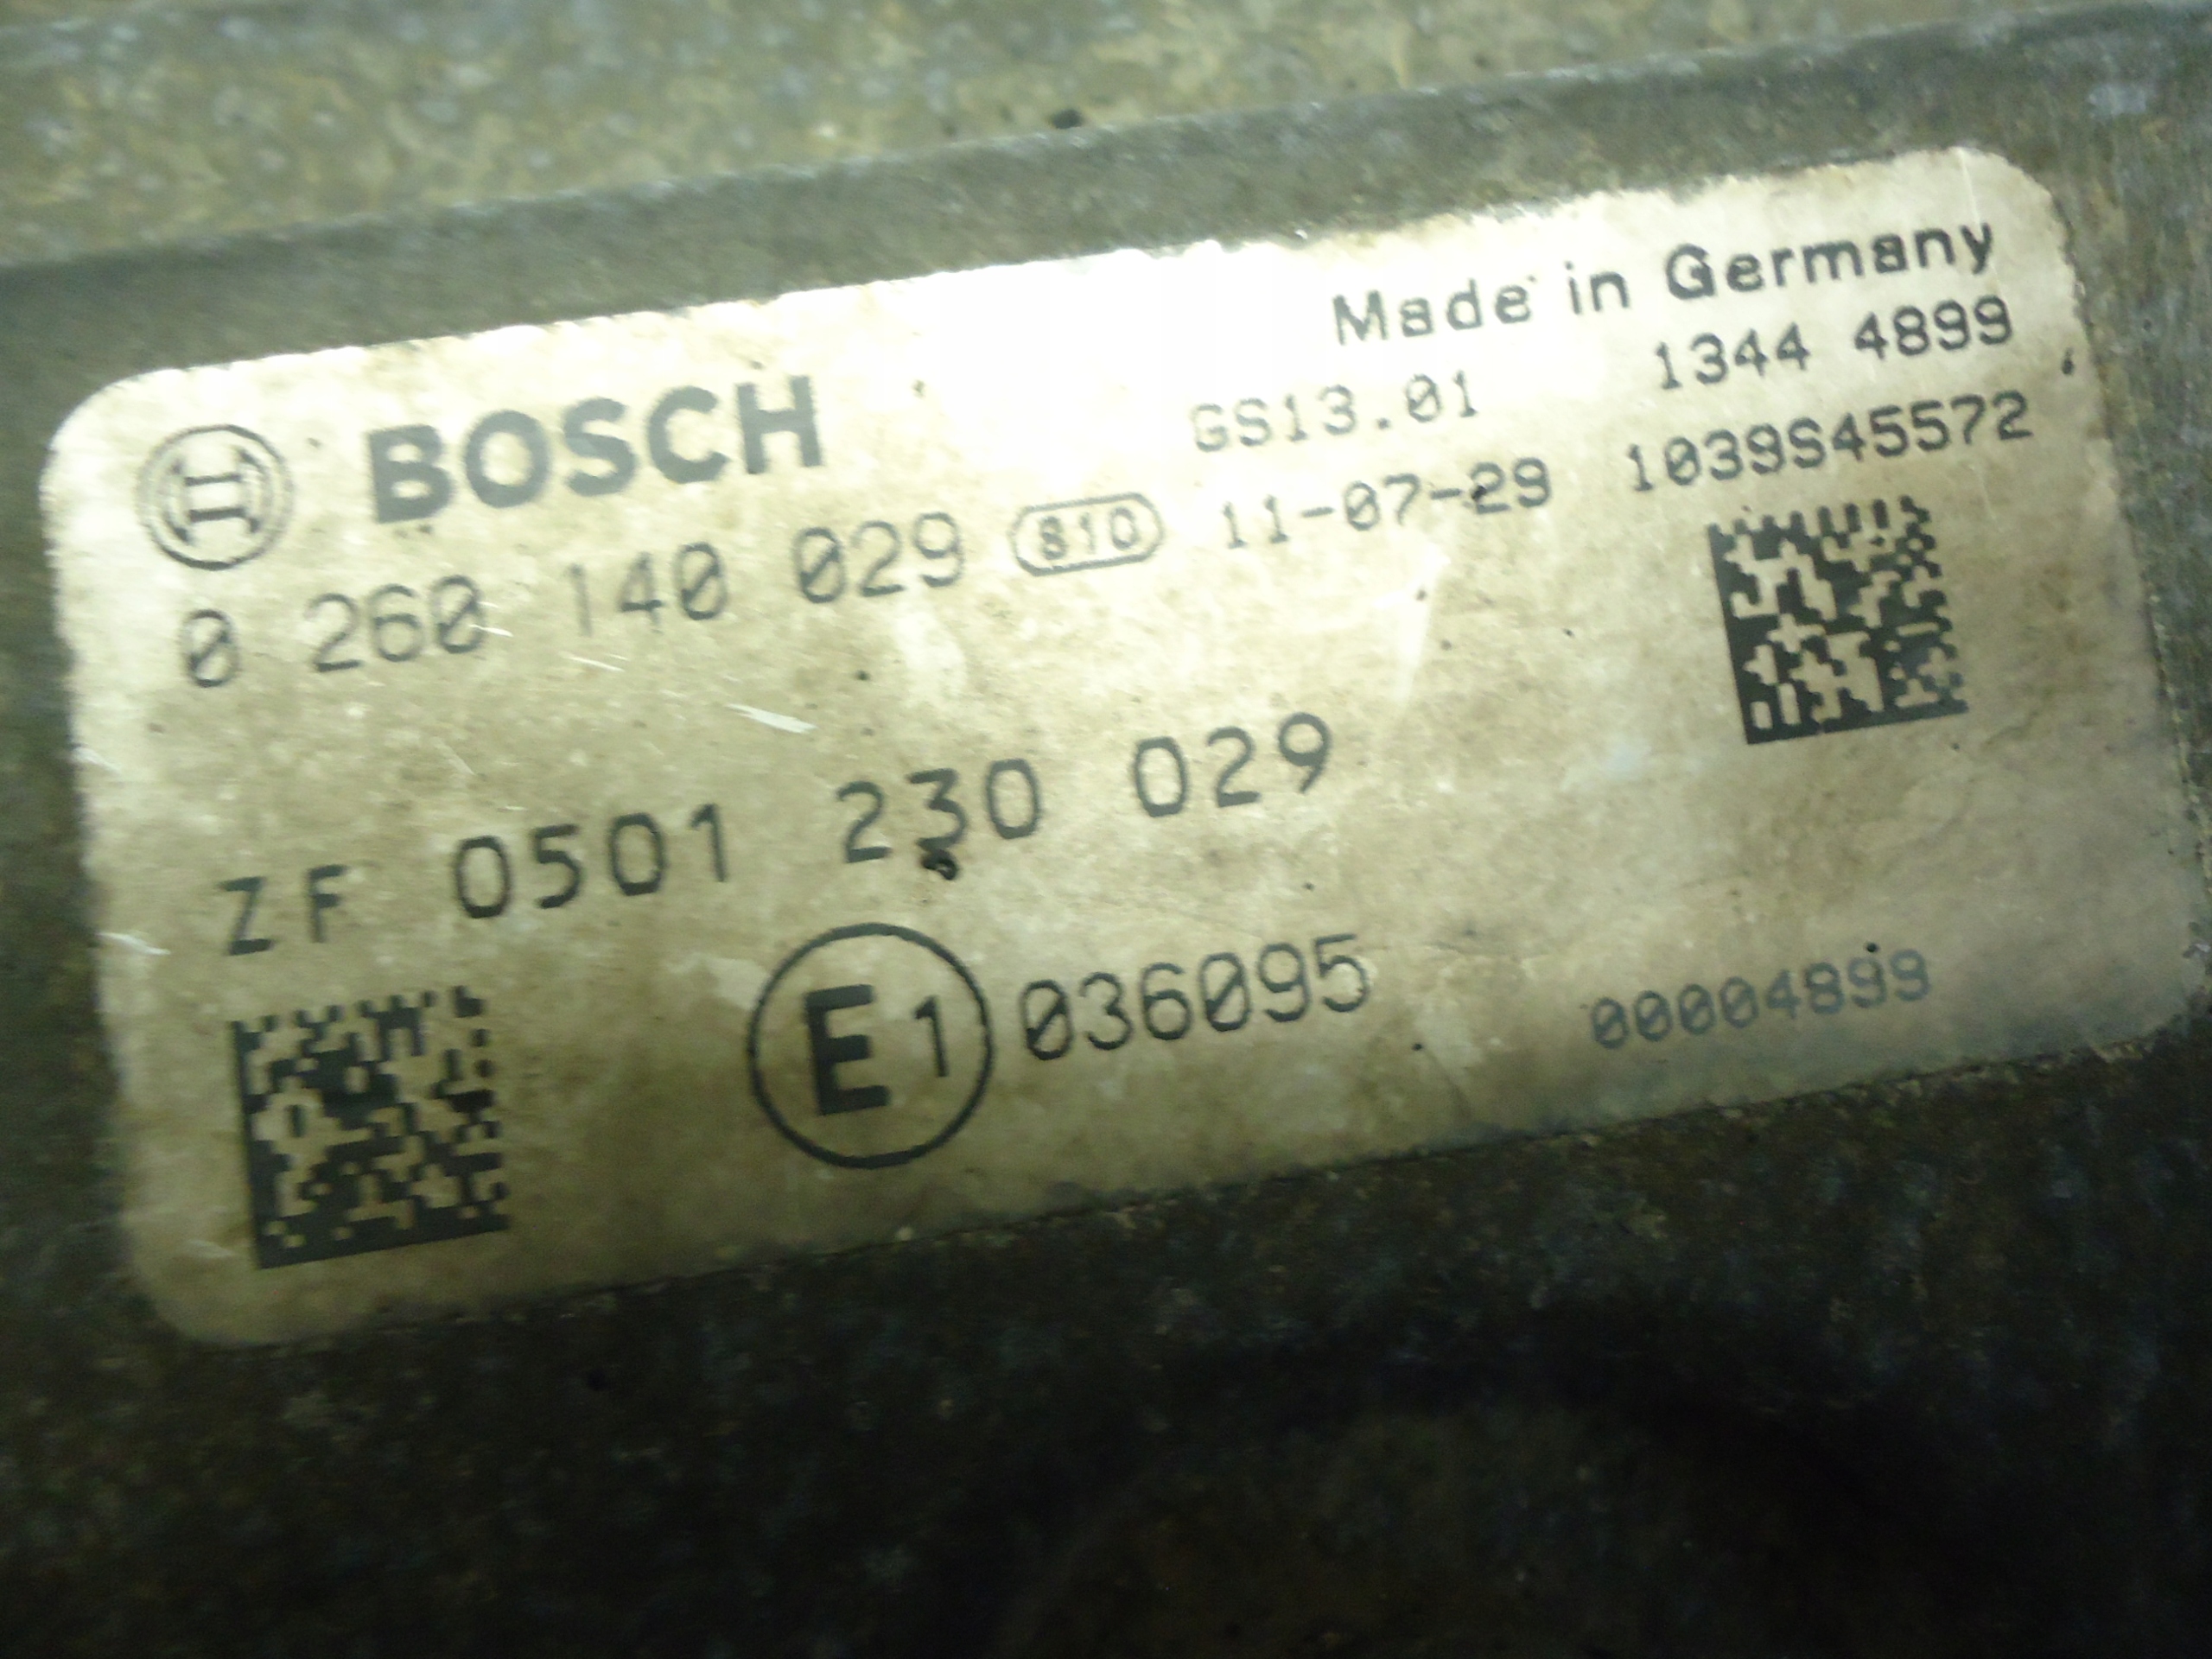 Made in Germany
BOSCH GS13.01 1344 4899
0 260 140 029 810 11-07-29 1039S45572
ZF 0501 230 029
E1 036095 00004899